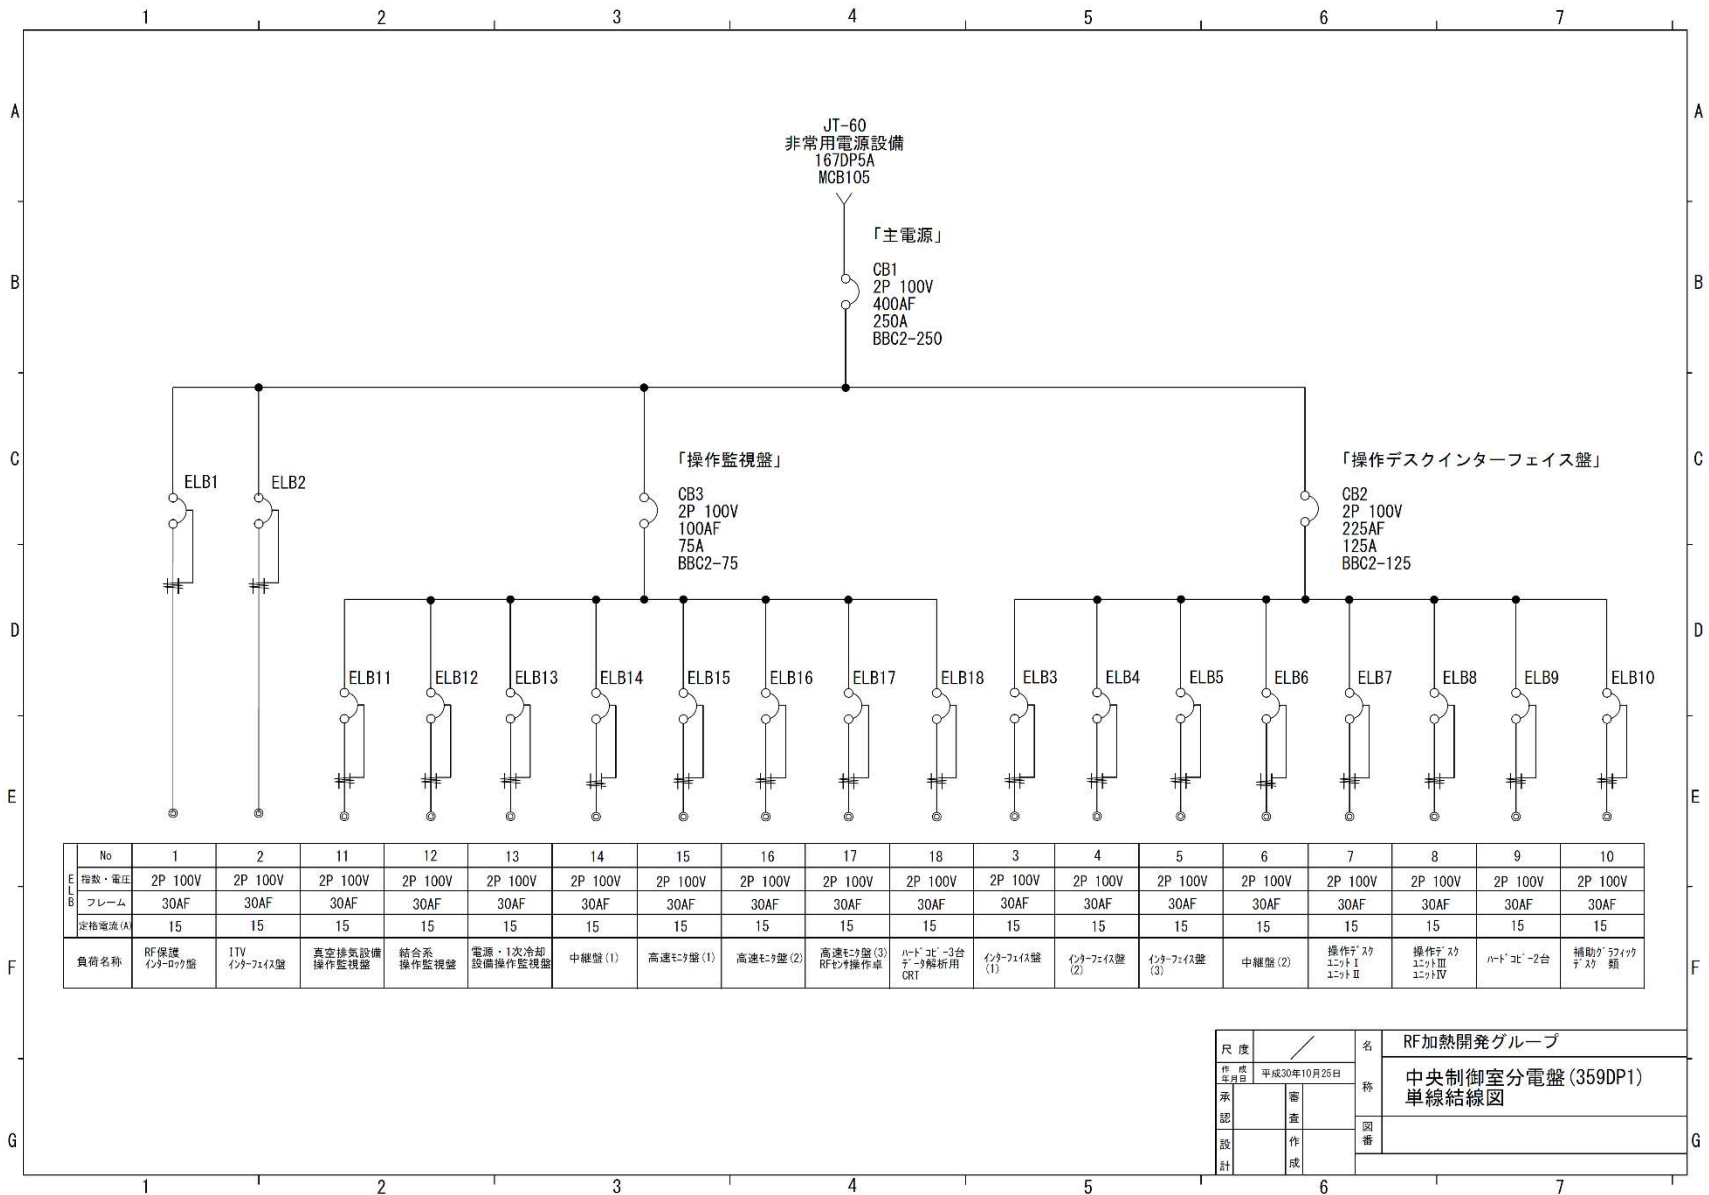 1 2 3 4 5 6 7
A A
JT-60
非常用電源設備
167DP5A
MCB105
「主電源」
B B
CB1
2P 100V
400AF
250A
BBC2-250
C C
「操作監視盤」
CB3
2P 100V
100AF
75A
BBC2-75
「操作デスクインターフェイス盤」
CB2
2P 100V
225AF
125A
BBC2-125
ELB1 ELB2
D D
ELB11 ELB12 ELB13 ELB14 ELB15 ELB16 ELB17 ELB18 ELB3 ELB4 ELB5 ELB6 ELB7 ELB8 ELB9 ELB10
E E
ELB
No 1 2 11 12 13 14 15 16 17 18 3 4 5 6 7 8 9 10
指数・電圧 2P 100V 2P 100V 2P 100V 2P 100V 2P 100V 2P 100V 2P 100V 2P 100V 2P 100V 2P 100V 2P 100V 2P 100V 2P 100V 2P 100V 2P 100V 2P 100V 2P 100V 2P 100V
フレーム 30AF 30AF 30AF 30AF 30AF 30AF 30AF 30AF 30AF 30AF 30AF 30AF 30AF 30AF 30AF 30AF 30AF 30AF
定格電流(A) 15 15 15 15 15 15 15 15 15 15 15 15 15 15 15 15 15 15
負荷名称
RF保護
インターロック盤
ITV
インターフェイス盤
真空排気設備
操作監視盤
結合系
操作監視盤
電源・1次冷却
設備操作監視盤
中継盤(1)
高速モニタ盤(1)
高速モニタ盤(2)
高速モニタ盤(3)
RFセンサ操作卓
ハードコピー3台
データ解析用
CRT
インターフェイス盤
(1)
インターフェイス盤
(2)
インターフェイス盤
(3)
中継盤(2)
操作デスク
ユニットⅠ
ユニットⅡ
操作デスク
ユニットⅢ
ユニットⅣ
ハードコピー2台
補助グラフィック
デスク 類
F F
尺度
作成
年月日
平成30年10月26日
承認
審査
設計
作成
名称
RF加熱開発グループ
中央制御室分電盤(359DP1)
単線結線図
図番
G G
1 2 3 4 5 6 7